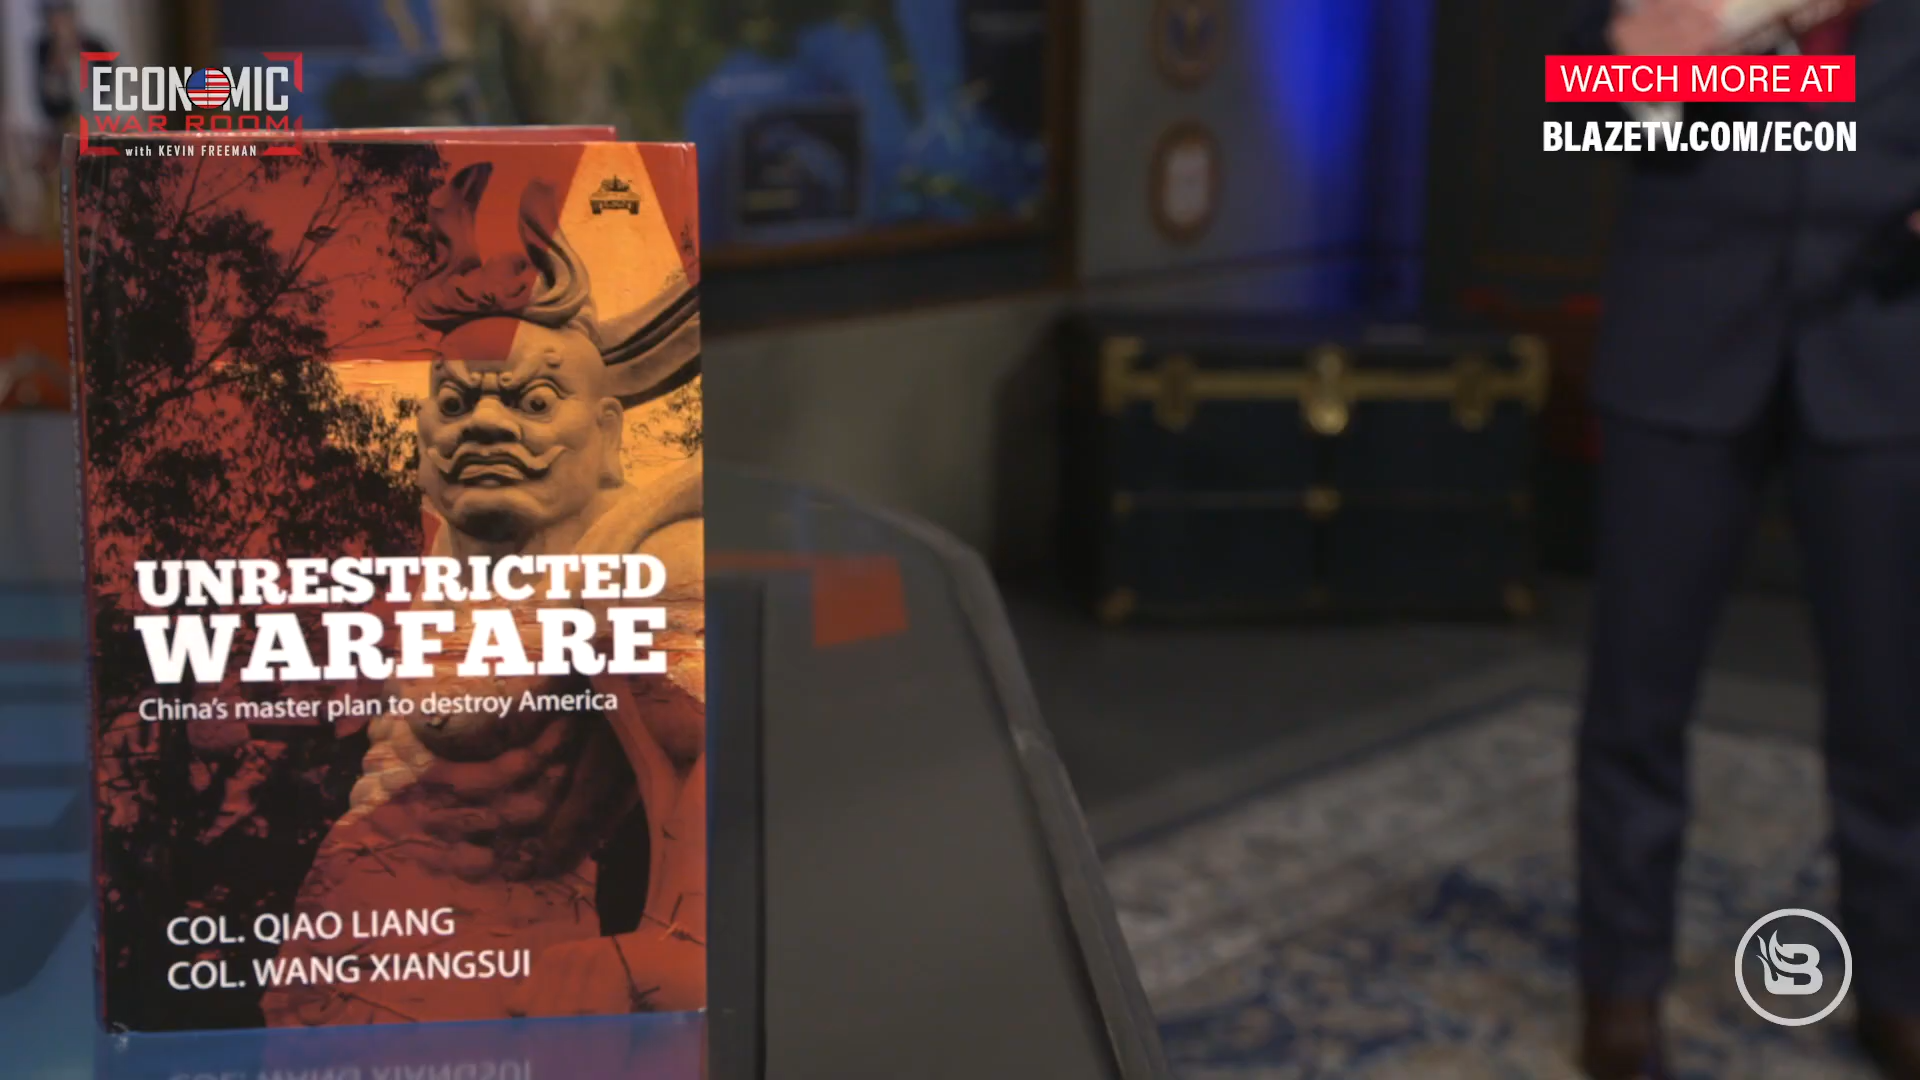 ECONOMIC
WAR ROOM
with KEVIN FREEMAN
WATCH MORE AT
BLAZETV.COM/ECON
UNRESTRICTED
WARFARE
China's master plan to destroy America
COL. QIAO LIANG
COL. WANG XIANGSUI
B